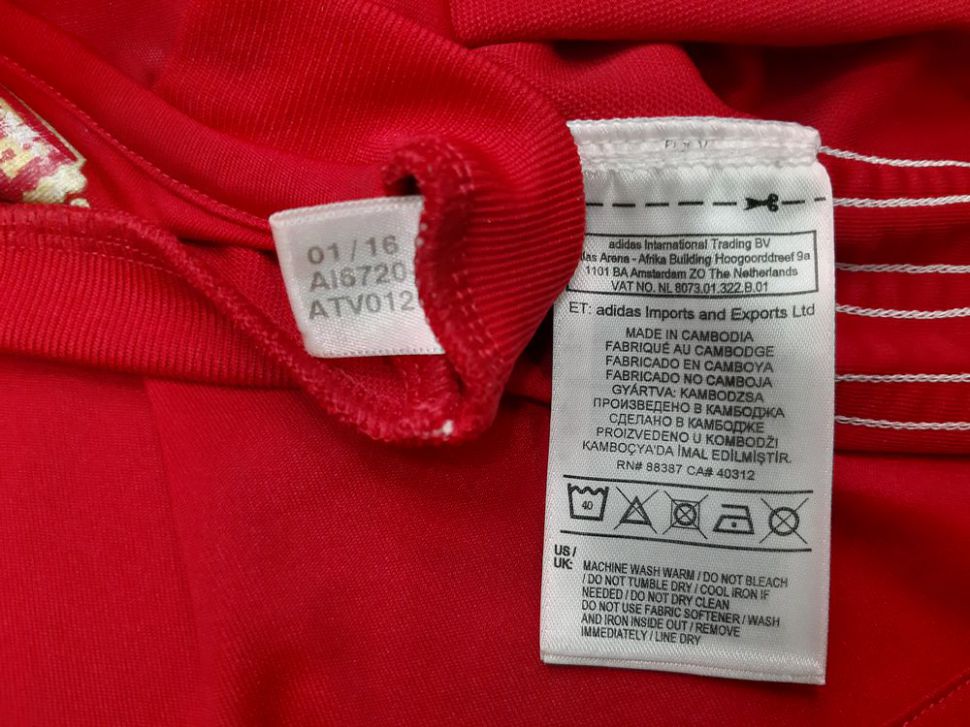 01/16
AI6720
ATV012
adidas International Trading BV
as Arena - Afrika Building Hoogoorddreef 9a
1101 BA Amsterdam ZO The Netherlands
VAT NO. NL 8073.01.322.B.01
ET: adidas Imports and Exports Ltd
MADE IN CAMBODIA
FABRIQUÉ AU CAMBODGE
FABRICADO EN CAMBOYA
FABRICADO NO CAMBOJA
GYÁRTVA: KAMBODZSA
ПРОИЗВЕДЕНО В КАМБОДЖА
СДЕЛАНО В КАМБОДЖЕ
PROIZVEDENO U KOMBODŽI
KAMBOÇYA'DA İMAL EDİLMİŞTİR.
RN# 88387 CA# 40312
40
US /
UK: MACHINE WASH WARM / DO NOT BLEACH
/ DO NOT TUMBLE DRY / COOL IRON IF
NEEDED / DO NOT DRY CLEAN
DO NOT USE FABRIC SOFTENER / WASH
AND IRON INSIDE OUT / REMOVE
IMMEDIATELY / LINE DRY